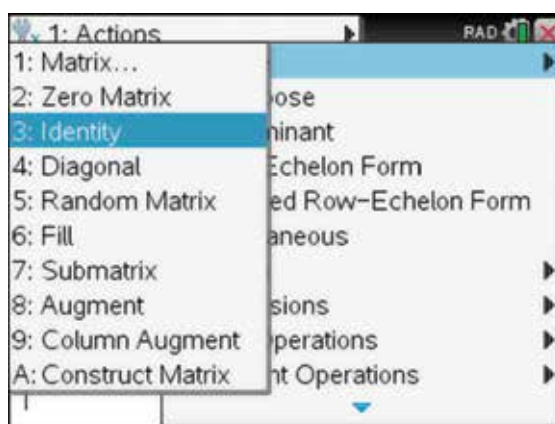 1: Actions RAD
1: Matrix...
2: Zero Matrix
3: Identity
4: Diagonal
5: Random Matrix
6: Fill
7: Submatrix
8: Augment
9: Column Augment
A: Construct Matrix
ose
ninant
Echelon Form
ed Row-Echelon Form
aneous
sions
perations
nt Operations